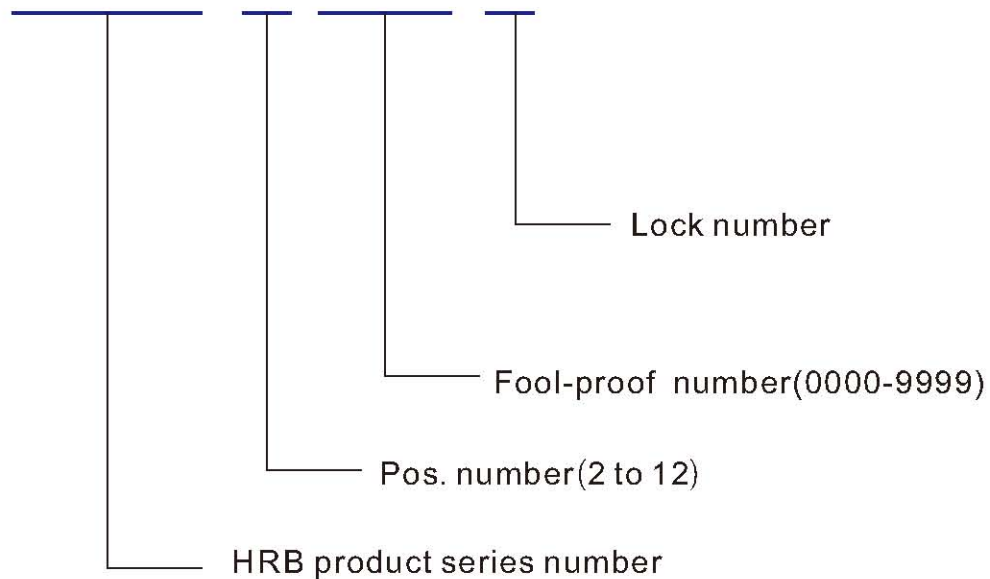 Lock number
Fool-proof number(0000-9999)
Pos. number(2 to 12)
HRB product series number